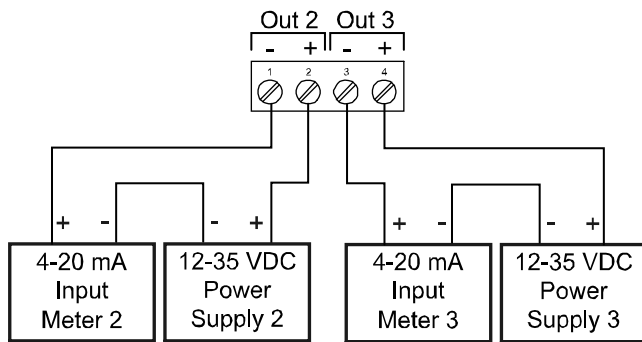 Out 2 Out 3
- + - +
1 2 3 4
+ - - + + - - +
4-20 mA
Input
Meter 2
12-35 VDC
Power
Supply 2
4-20 mA
Input
Meter 3
12-35 VDC
Power
Supply 3